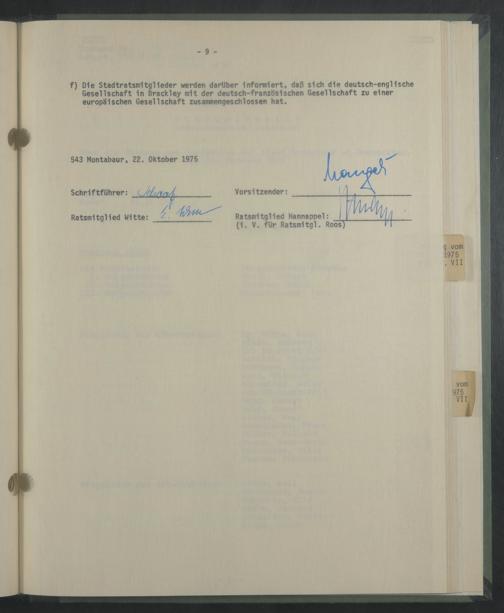 - 9 -
f) Die Stadtratsmitglieder werden darüber informiert, daß sich die deutsch-englische
Gesellschaft in Brackley mit der deutsch-französischen Gesellschaft zu einer
europäischen Gesellschaft zusammengeschlossen hat.
543 Montabaur, 22. Oktober 1976
Schriftführer:
Vorsitzender:
Ratsmitglied Witte:
Ratsmitglied Hannappel:
(i. V. für Ratsmitgl. Roos)
vom
1975
VII
vom
975
VII